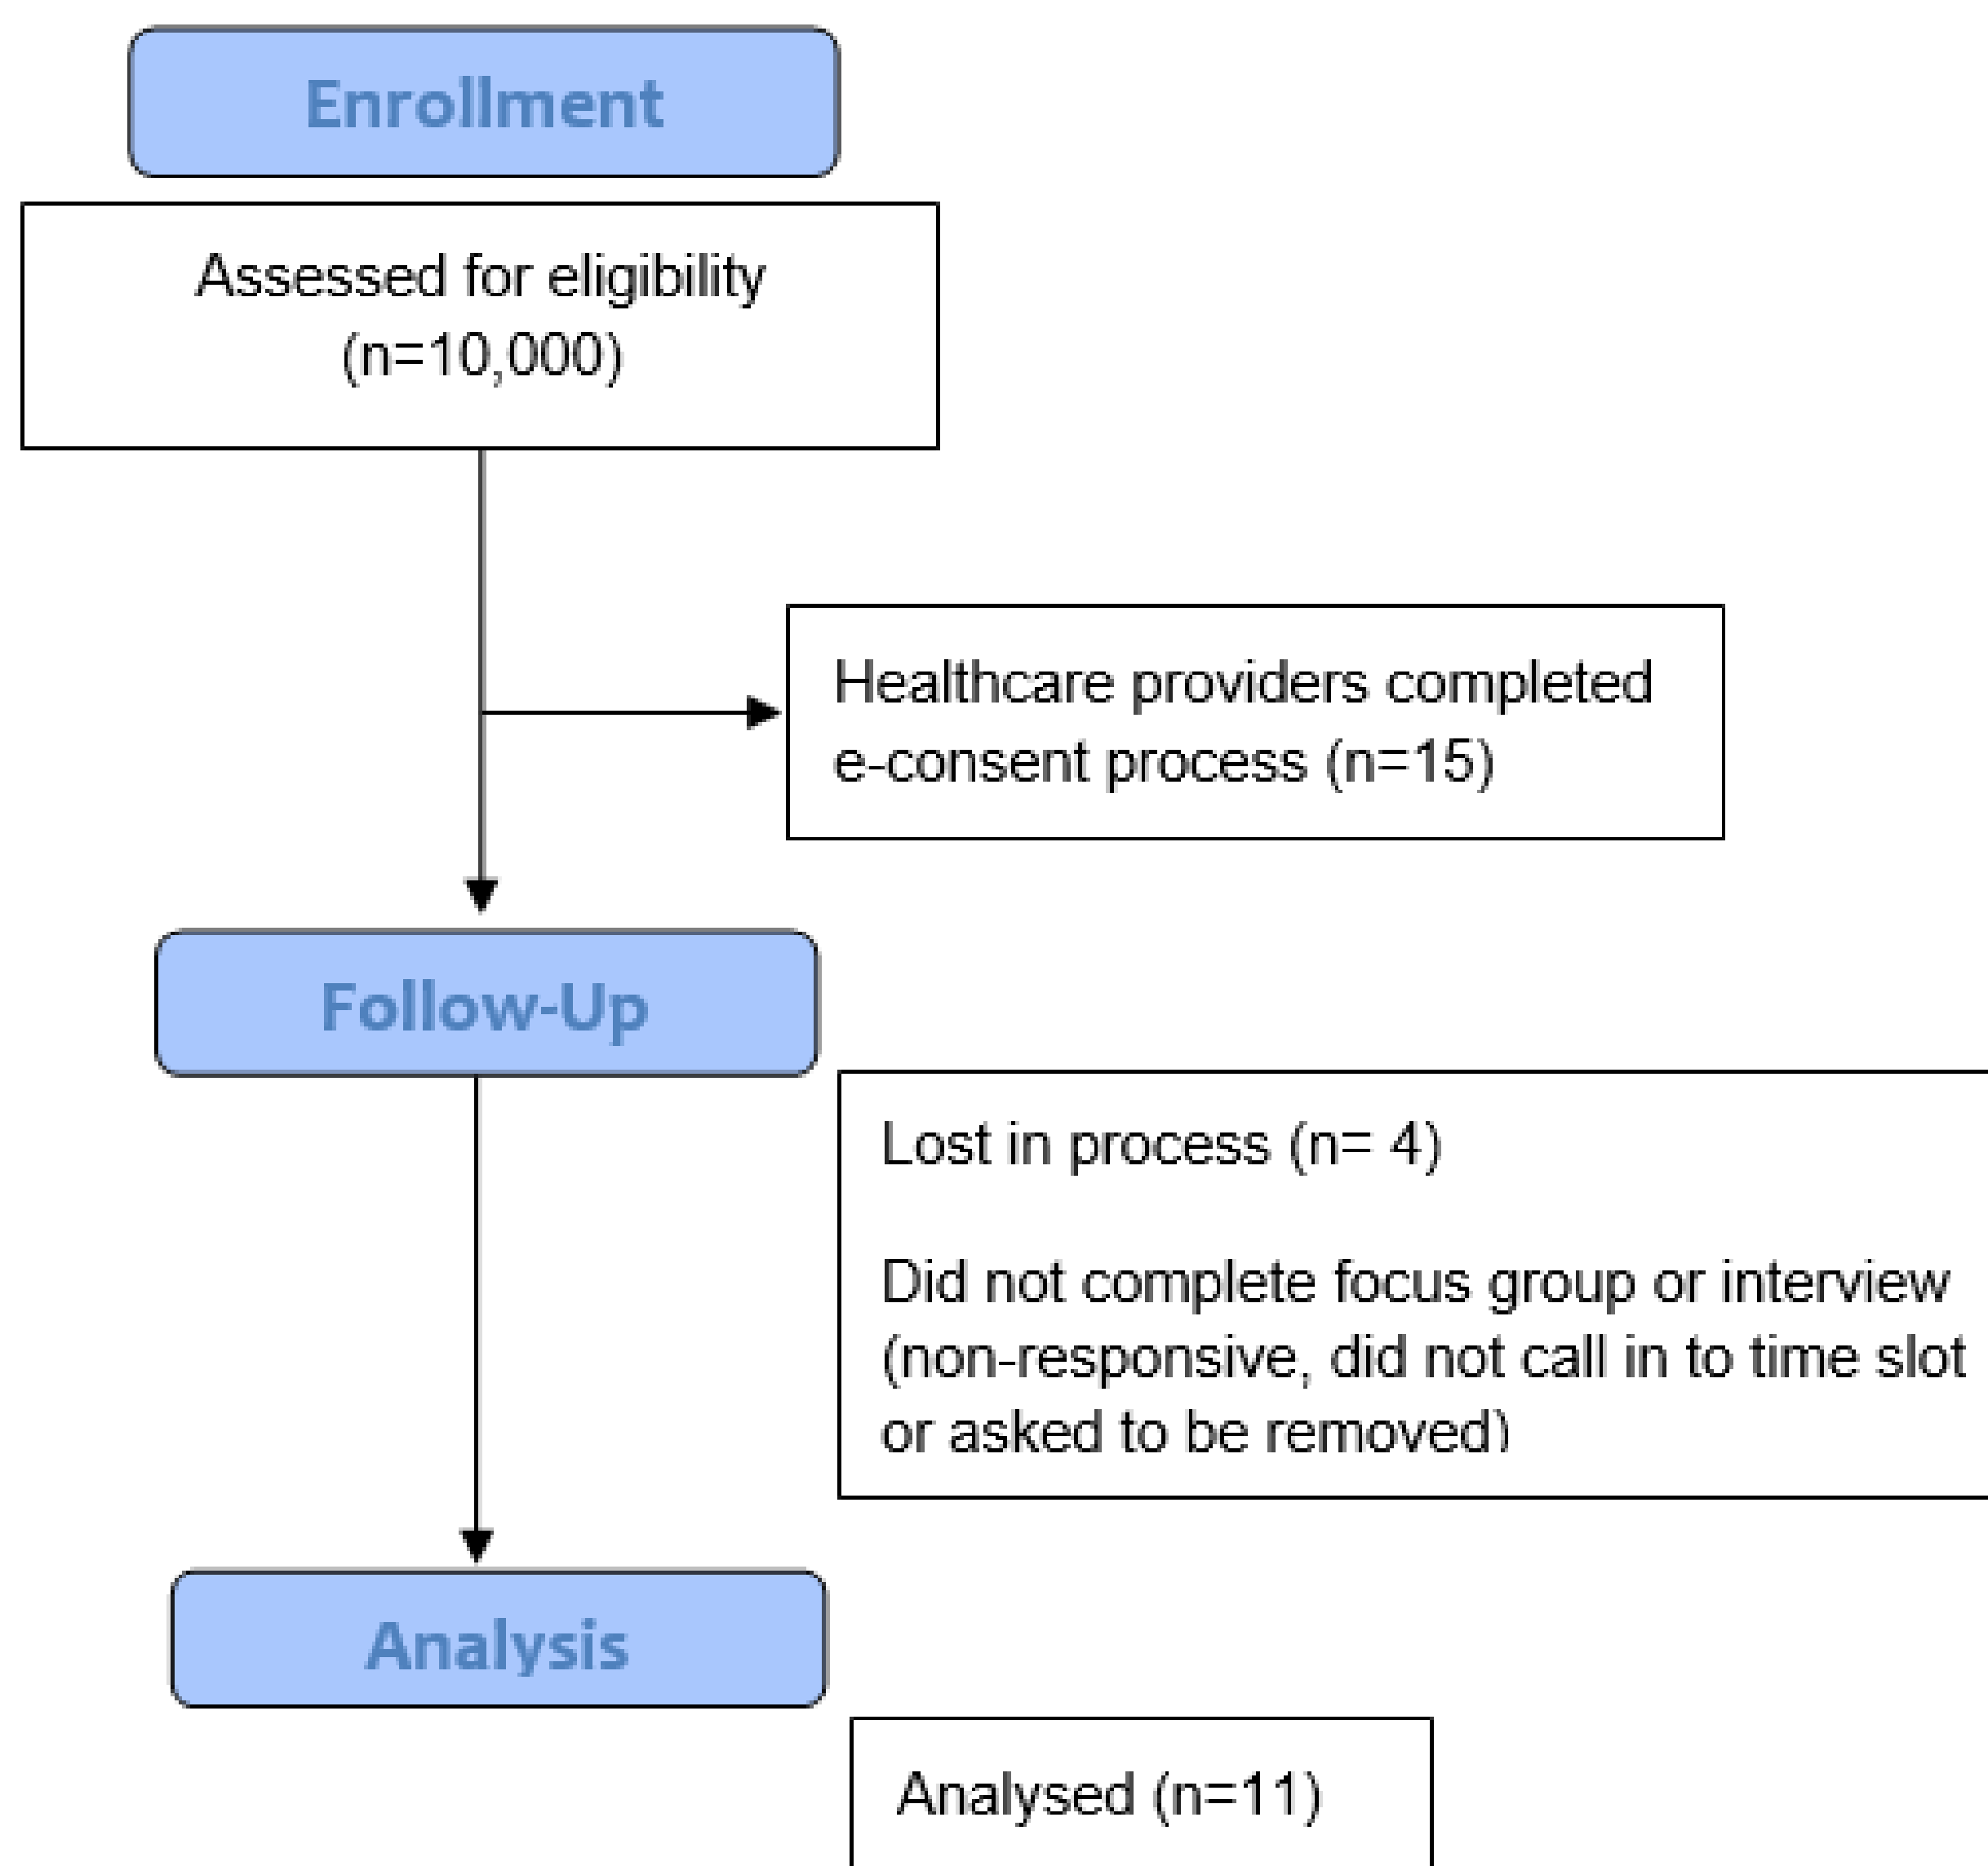 Enrollment
Assessed for eligibility
(n=10,000)
Healthcare providers completed
e-consent process (n=15)
Follow-Up
Lost in process (n= 4)
Did not complete focus group or interview
(non-responsive, did not call in to time slot
or asked to be removed)
Analysis
Analysed (n=11)